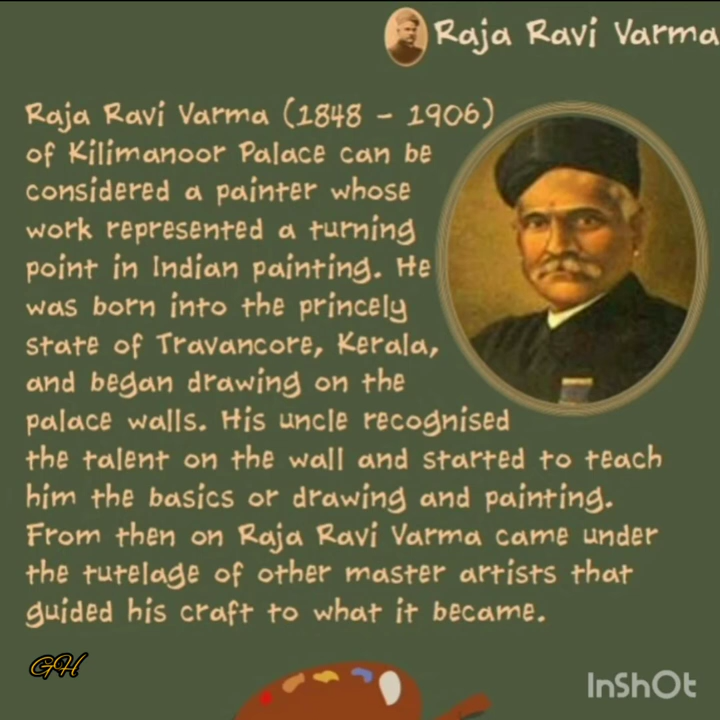 Raja Ravi Varma
Raja Ravi Varma (1848 - 1906)
of Kilimanoor Palace can be
considered a painter whose
work represented a turning
point in Indian painting. He
was born into the princely
state of Travancore, Kerala,
and began drawing on the
palace walls. His uncle recognised
the talent on the wall and started to teach
him the basics or drawing and painting.
From then on Raja Ravi Varma came under
the tutelage of other master artists that
guided his craft to what it became.
GH
InShOt